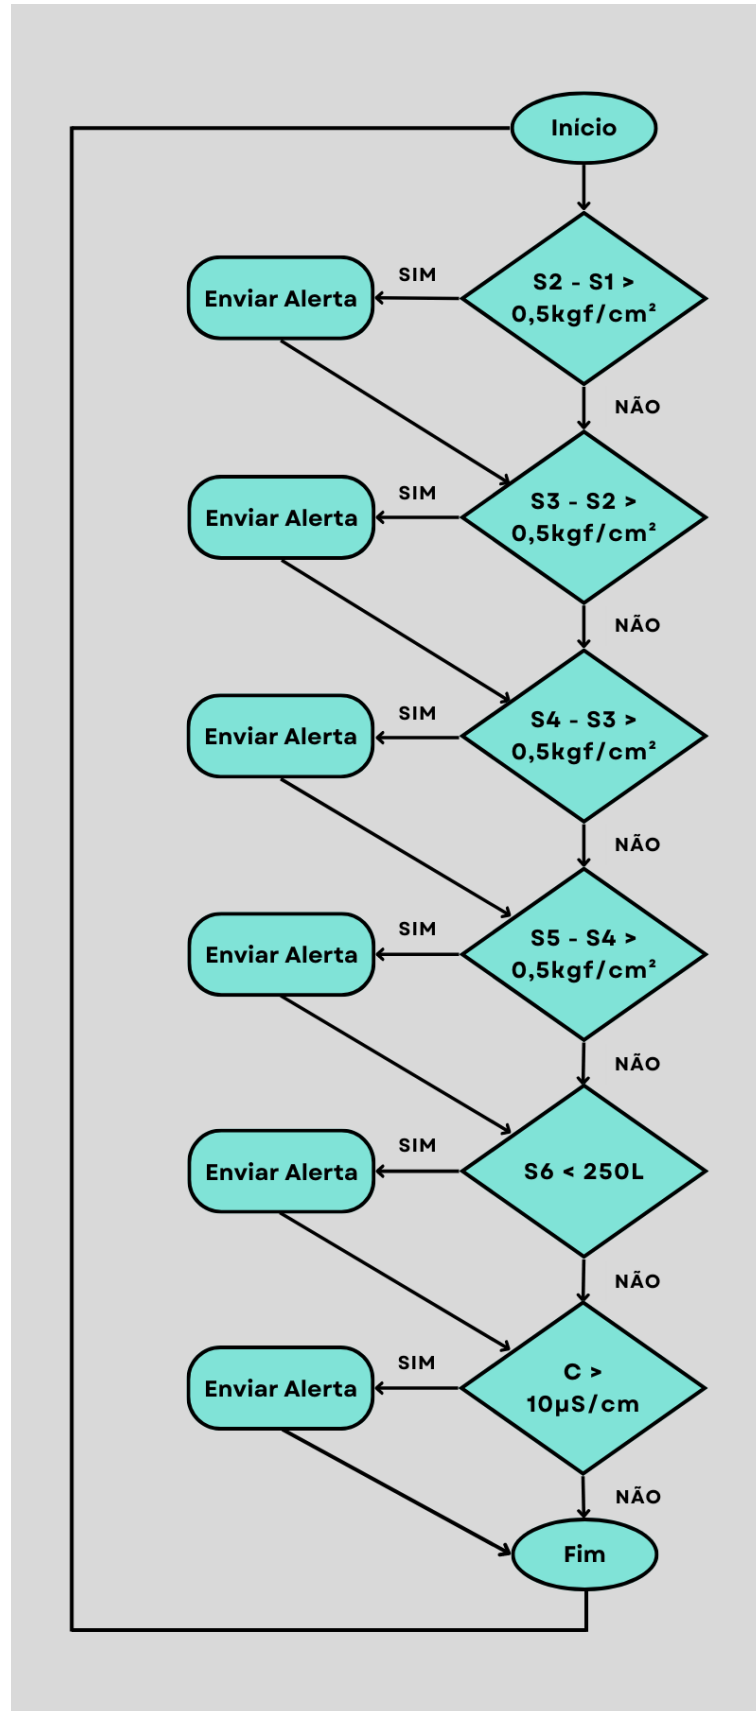 Início
SIM
Enviar Alerta
S2 - S1 >
0,5kgf/cm²
NÃO
SIM
Enviar Alerta
S3 - S2 >
0,5kgf/cm²
NÃO
SIM
Enviar Alerta
S4 - S3 >
0,5kgf/cm²
NÃO
SIM
Enviar Alerta
S5 - S4 >
0,5kgf/cm²
NÃO
SIM
Enviar Alerta
S6 < 250L
NÃO
SIM
Enviar Alerta
C >
10µS/cm
NÃO
Fim